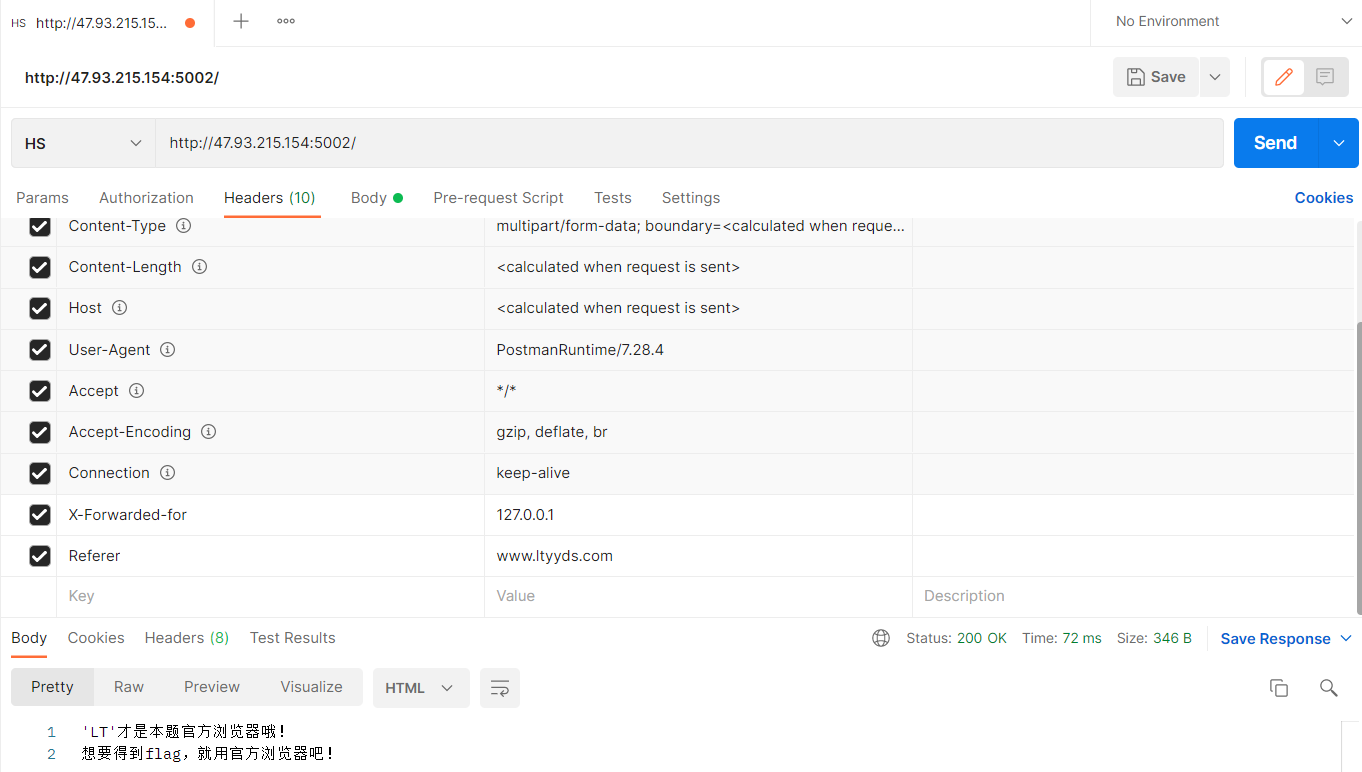 HS http://47.93.215.15...
No Environment
http://47.93.215.154:5002/
Save
HS http://47.93.215.154:5002/ Send
Params Authorization Headers (10) Body Pre-request Script Tests Settings Cookies
Content-Type multipart/form-data; boundary=<calculated when reque...
Content-Length <calculated when request is sent>
Host <calculated when request is sent>
User-Agent PostmanRuntime/7.28.4
Accept */*
Accept-Encoding gzip, deflate, br
Connection keep-alive
X-Forwarded-for 127.0.0.1
Referer www.ltyyds.com
Key Value Description
Body Cookies Headers (8) Test Results Status: 200 OK Time: 72 ms Size: 346 B Save Response
Pretty Raw Preview Visualize HTML
1 'LT'才是本题官方浏览器哦！
2 想要得到flag，就用官方浏览器吧！